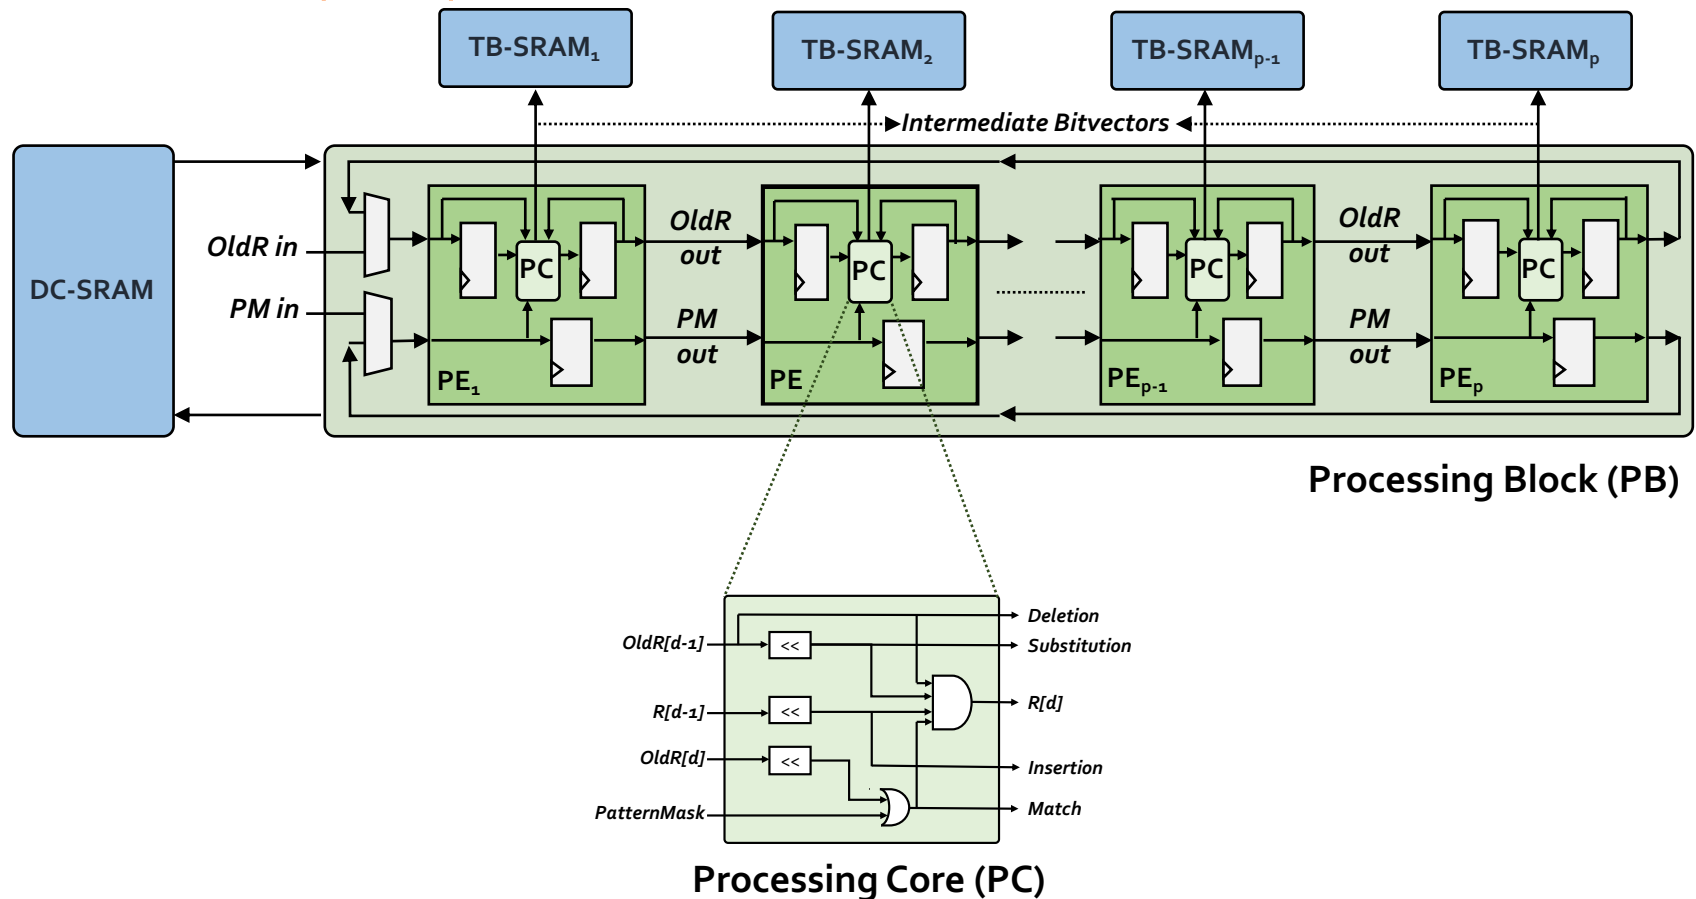 TB-SRAM₁
TB-SRAM₂
TB-SRAMp-1
TB-SRAMp
Intermediate Bitvectors
DC-SRAM
OldR in
PM in
PC
PE₁
OldR
out
PM
out
PC
PE
PC
PEp-1
OldR
out
PM
out
PC
PEp
Processing Block (PB)
OldR[d-1]
<<
R[d-1]
<<
OldR[d]
<<
PatternMask
Deletion
Substitution
R[d]
Insertion
Match
Processing Core (PC)